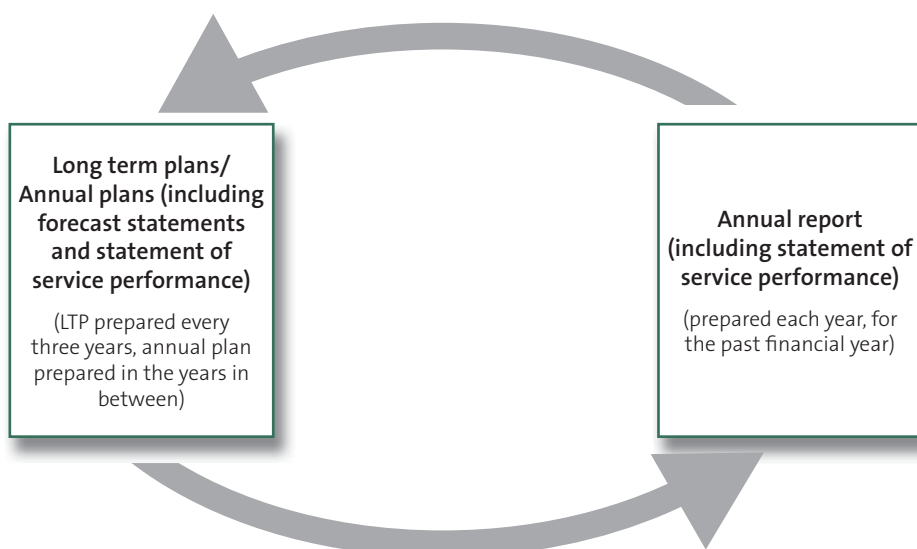 Long term plans/
Annual plans (including
forecast statements
and statement of
service performance)
(LTP prepared every
three years, annual plan
prepared in the years in
between)
Annual report
(including statement of
service performance)
(prepared each year, for
the past financial year)